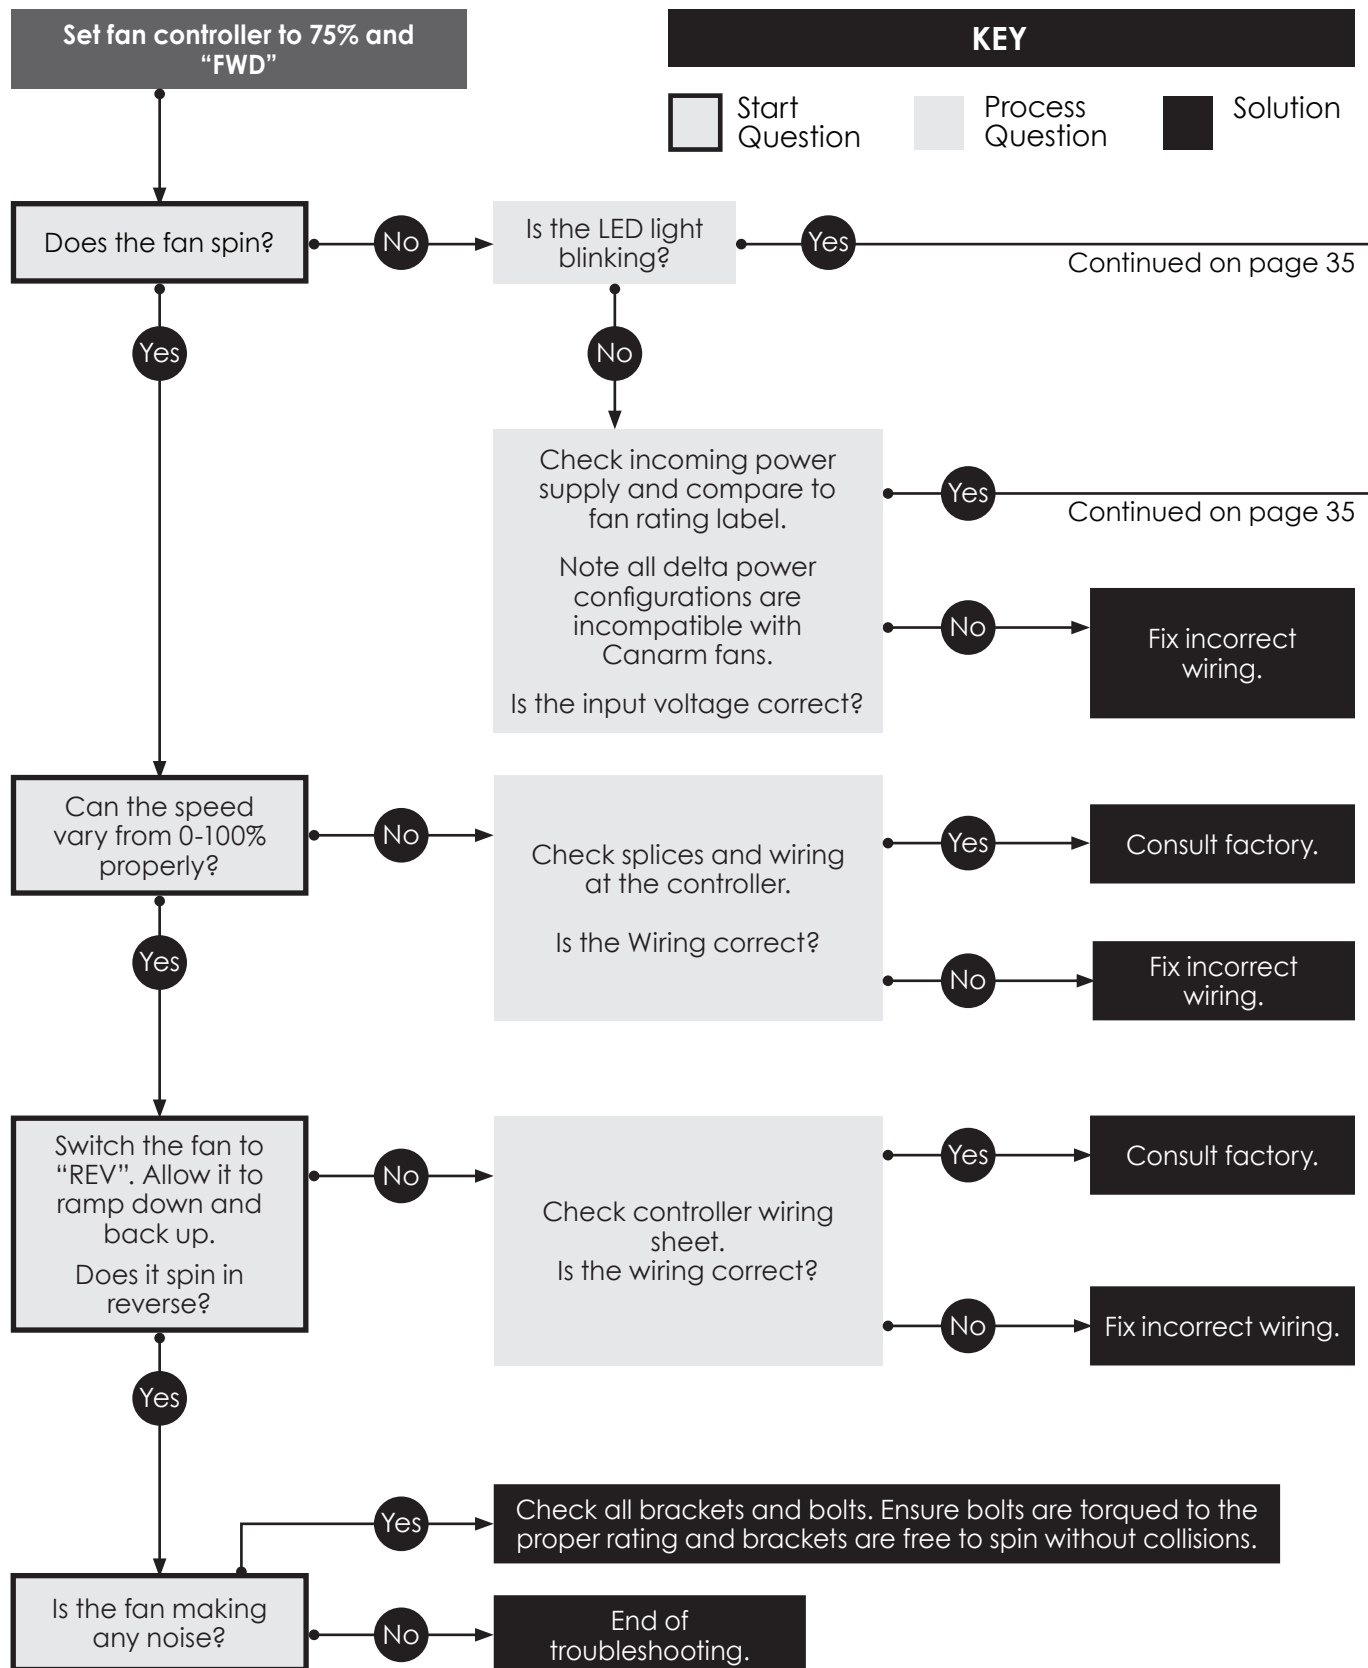 Set fan controller to 75% and
“FWD”
KEY
Start
Question
Process
Question
Solution
Does the fan spin?
No
Is the LED light
blinking?
Yes
Continued on page 35
Yes
No
Check incoming power
supply and compare to
fan rating label.
Note all delta power
configurations are
incompatible with
Canarm fans.
Is the input voltage correct?
Yes
Continued on page 35
No
Fix incorrect
wiring.
Can the speed
vary from 0-100%
properly?
No
Check splices and wiring
at the controller.
Is the Wiring correct?
Yes
Consult factory.
No
Fix incorrect
wiring.
Yes
Switch the fan to
“REV”. Allow it to
ramp down and
back up.
Does it spin in
reverse?
No
Check controller wiring
sheet.
Is the wiring correct?
Yes
Consult factory.
No
Fix incorrect wiring.
Yes
Is the fan making
any noise?
Yes
Check all brackets and bolts. Ensure bolts are torqued to the
proper rating and brackets are free to spin without collisions.
No
End of
troubleshooting.